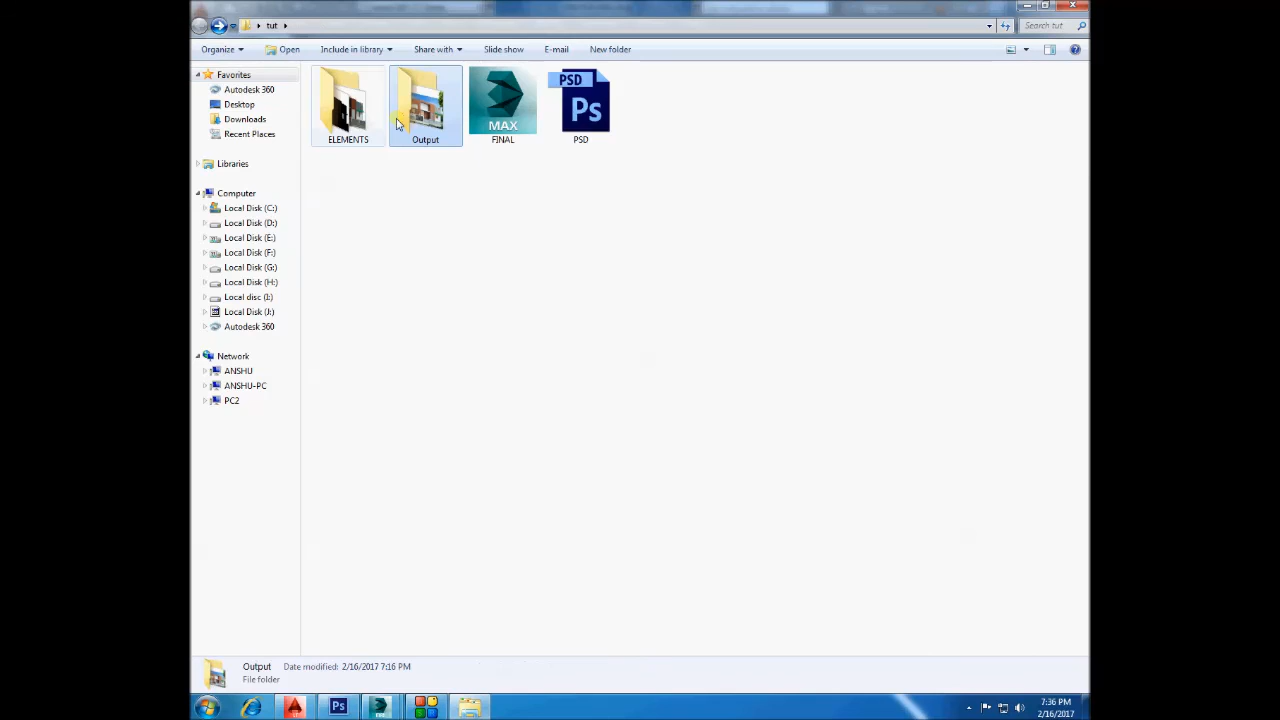 tut
Search tut
Organize
Open
Include in library
Share with
Slide show
E-mail
New folder
Favorites
Autodesk 360
Desktop
Downloads
Recent Places
Libraries
Computer
Local Disk (C:)
Local Disk (D:)
Local Disk (E:)
Local Disk (F:)
Local Disk (G:)
Local Disk (H:)
Local disc (I:)
Local Disk (J:)
Autodesk 360
Network
ANSHU
ANSHU-PC
PC2
ELEMENTS
Output
MAX
FINAL
PSD
Ps
PSD
Output
Date modified: 2/16/2017 7:16 PM
File folder
Ps
7:36 PM
2/16/2017